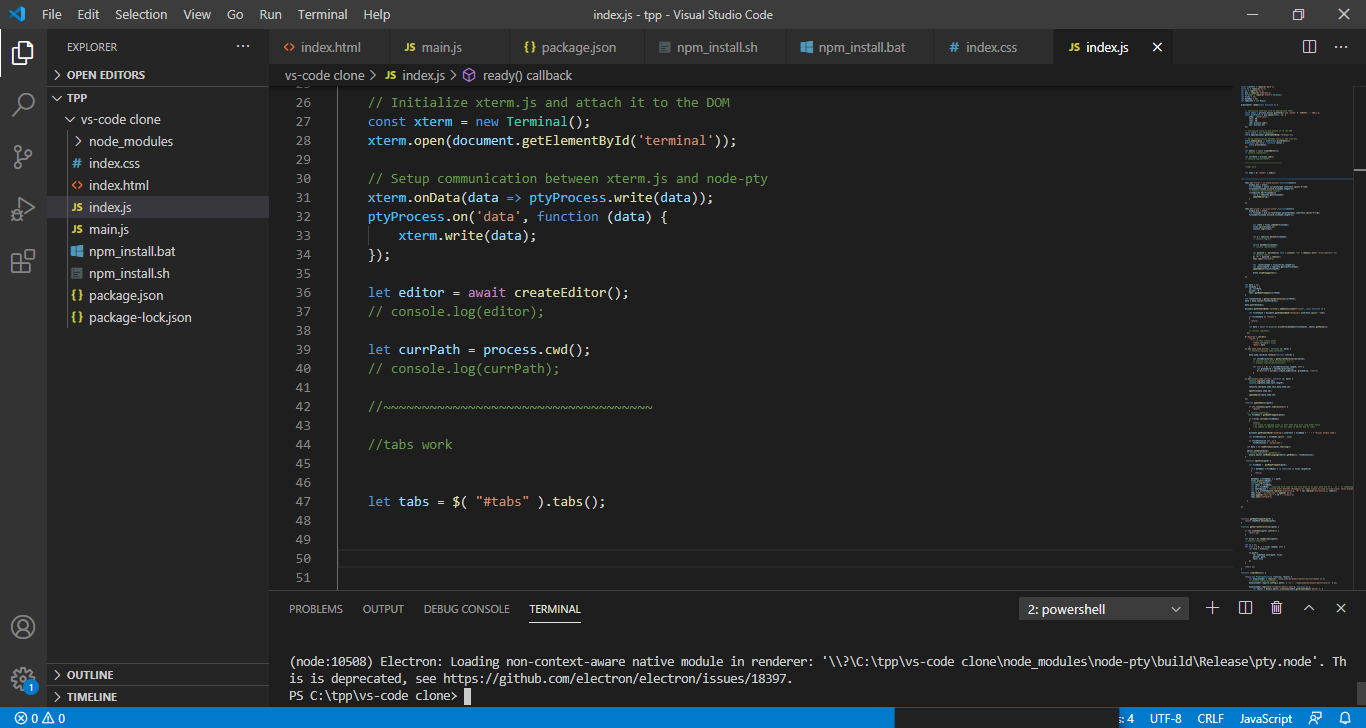 File Edit Selection View Go Run Terminal Help index.js - tpp - Visual Studio Code
EXPLORER
OPEN EDITORS
TPP
vs-code clone
node_modules
index.css
index.html
index.js
main.js
npm_install.bat
npm_install.sh
package.json
package-lock.json
OUTLINE
TIMELINE
index.html main.js package.json npm_install.sh npm_install.bat index.css index.js
vs-code clone > JS index.js > ready() callback
26 // Initialize xterm.js and attach it to the DOM
27 const xterm = new Terminal();
28 xterm.open(document.getElementById('terminal'));
29
30 // Setup communication between xterm.js and node-pty
31 xterm.onData(data => ptyProcess.write(data));
32 ptyProcess.on('data', function (data) {
33 xterm.write(data);
34 });
35
36 let editor = await createEditor();
37 // console.log(editor);
38
39 let currPath = process.cwd();
40 // console.log(currPath);
41
42 //~~~~~~~~~~~~~~~~~~~~~~~~~~~~~~~~~~~
43
44 //tabs work
45
46
47 let tabs = $( "#tabs" ).tabs();
48
49
50
51
PROBLEMS OUTPUT DEBUG CONSOLE TERMINAL 2: powershell
(node:10508) Electron: Loading non-context-aware native module in renderer: '\\?\C:\tpp\vs-code clone\node_modules\node-pty\build\Release\pty.node'. Th
is is deprecated, see https://github.com/electron/electron/issues/18397.
PS C:\tpp\vs-code clone>
1
0 0 s: 4 UTF-8 CRLF JavaScript